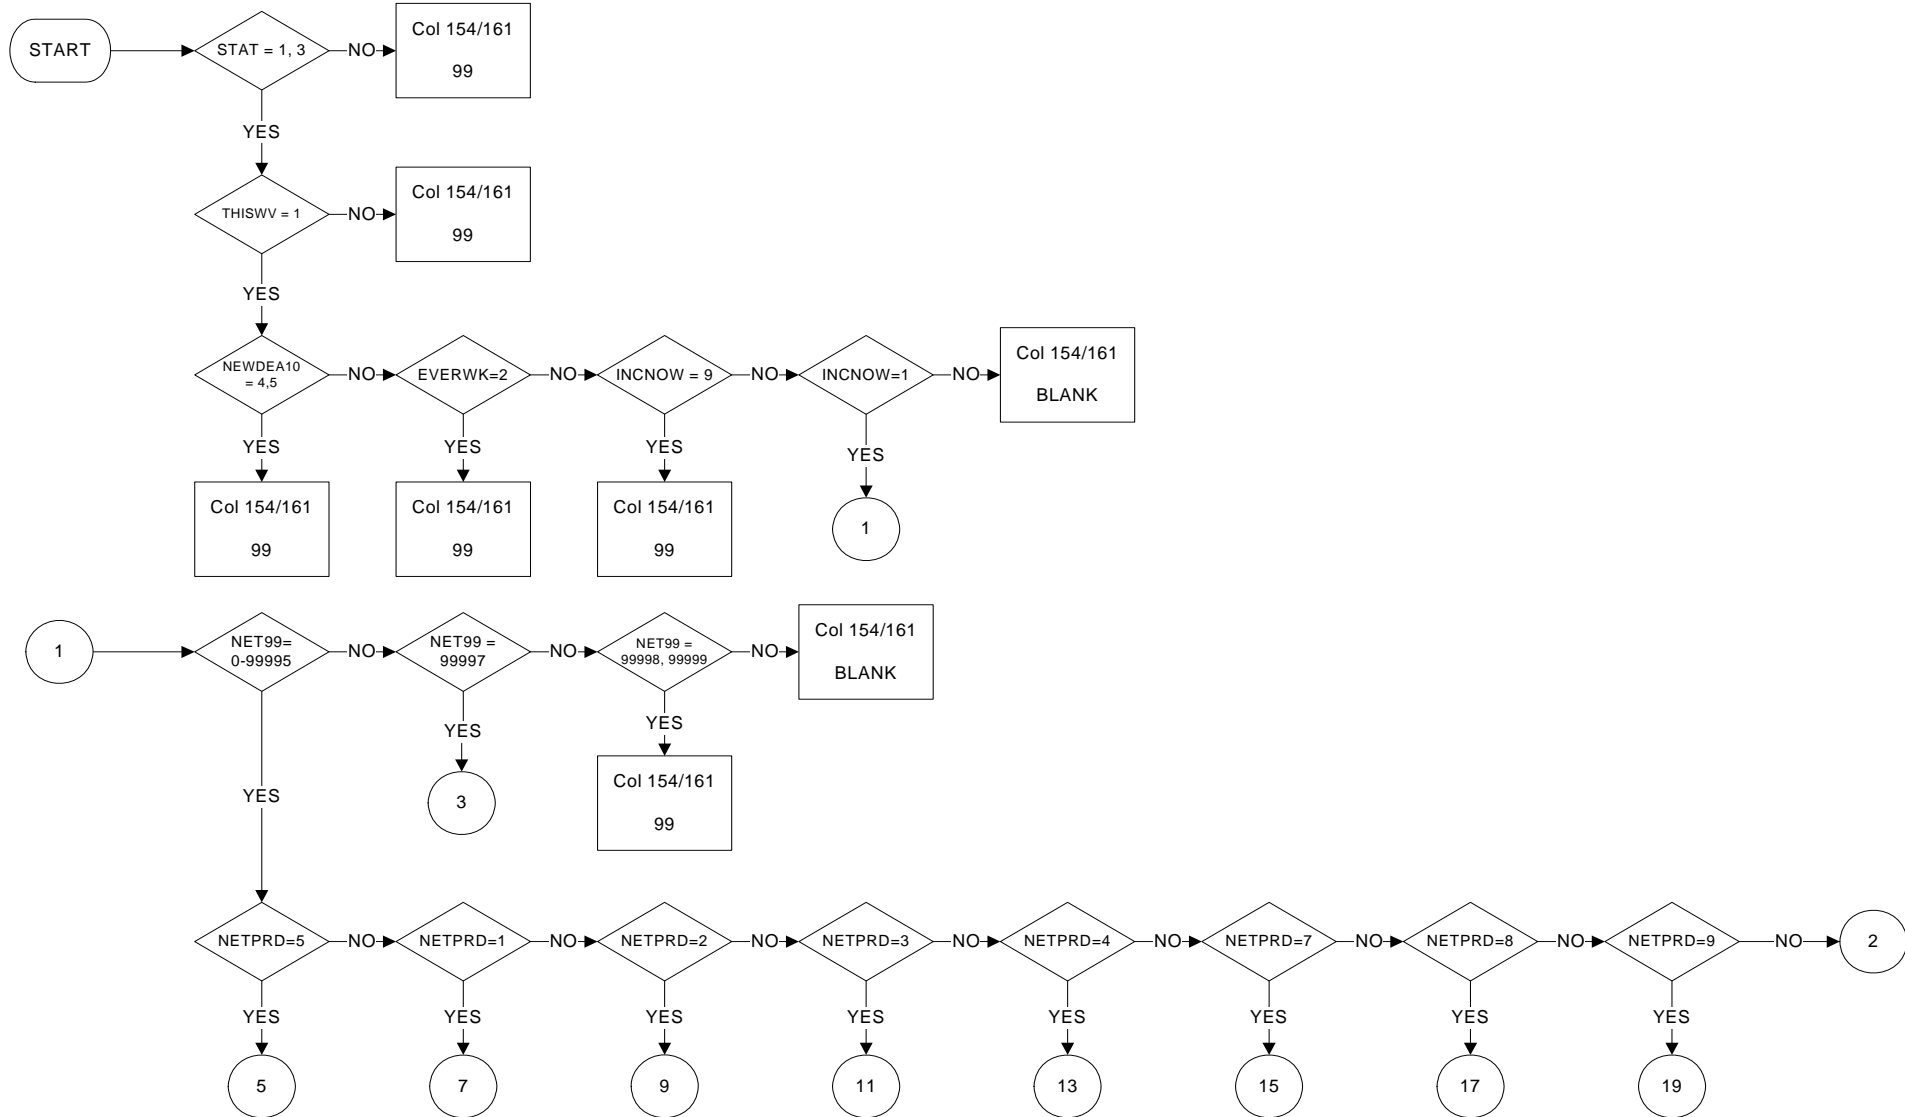 START
STAT = 1, 3
NO
Col 154/161
99
YES
THISWV = 1
NO
Col 154/161
99
YES
NEWDEA10
= 4,5
NO
EVERWK=2
NO
INCNOW = 9
NO
INCNOW=1
NO
Col 154/161
BLANK
YES
YES
YES
YES
Col 154/161
99
Col 154/161
99
Col 154/161
99
1
1
NET99=
0-99995
NO
NET99 =
99997
NO
NET99 =
99998, 99999
NO
Col 154/161
BLANK
YES
YES
YES
3
Col 154/161
99
NETPRD=5
NO
NETPRD=1
NO
NETPRD=2
NO
NETPRD=3
NO
NETPRD=4
NO
NETPRD=7
NO
NETPRD=8
NO
NETPRD=9
NO
2
YES
YES
YES
YES
YES
YES
YES
YES
5
7
9
11
13
15
17
19